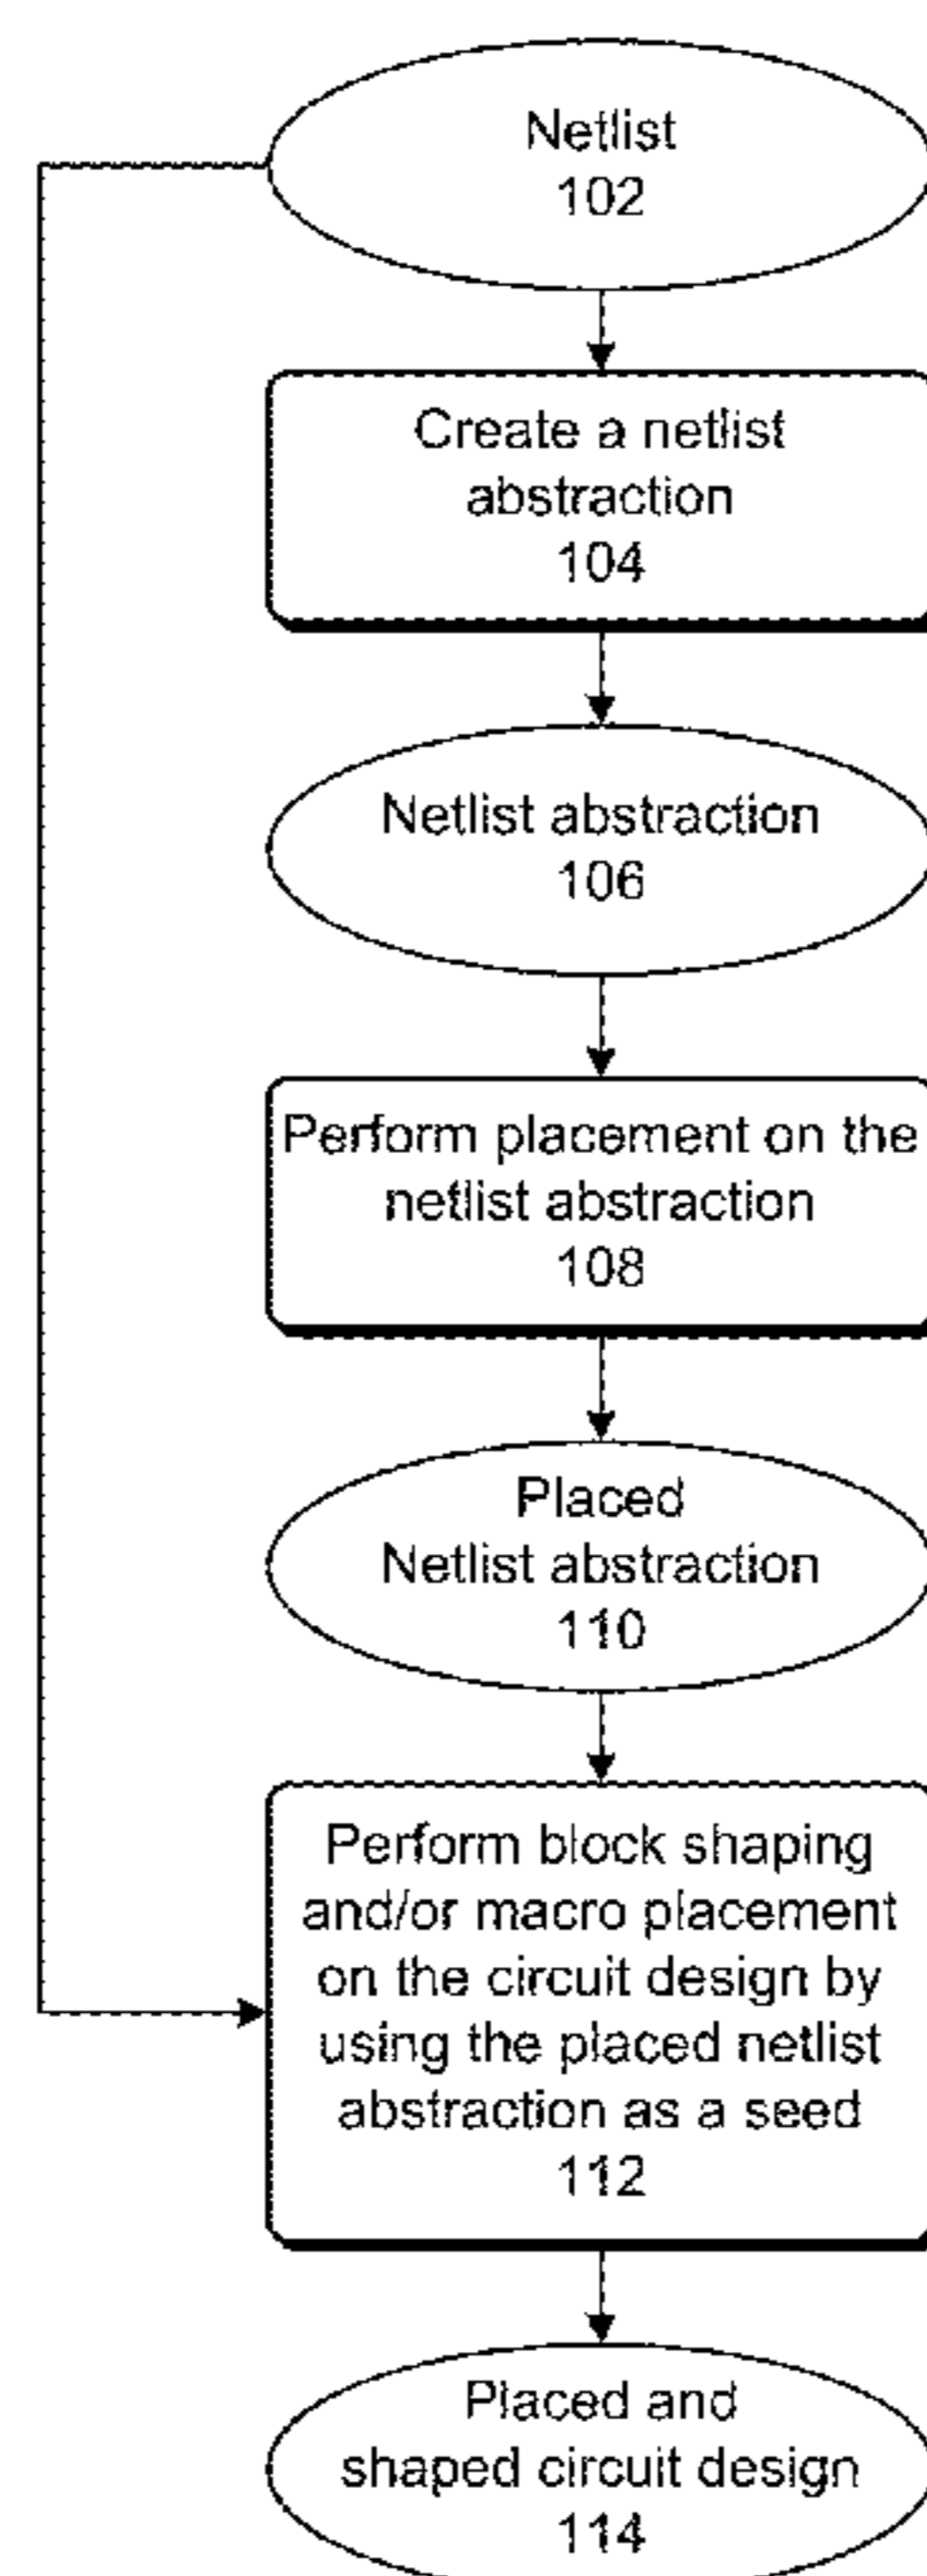 Netlist
102
Create a netlist
abstraction
104
Netlist abstraction
106
Perform placement on the
netlist abstraction
108
Placed
Netlist abstraction
110
Perform block shaping
and/or macro placement
on the circuit design by
using the placed netlist
abstraction as a seed
112
Placed and
shaped circuit design
114